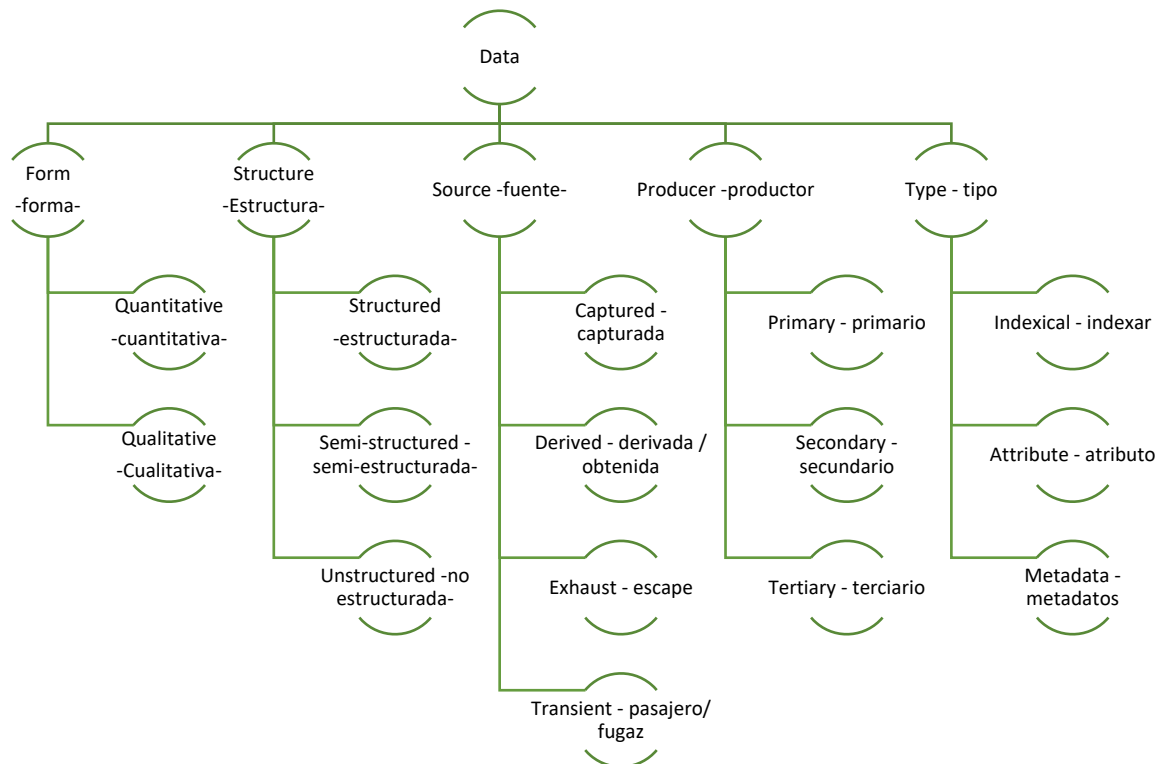 Data
Form
-forma-
Quantitative
-cuantitativa-
Qualitative
-Cualitativa-
Structure
-Estructura-
Structured
-estructurada-
Semi-structured -
semi-estructurada-
Unstructured -no
estructurada-
Source -fuente-
Captured -
capturada
Derived - derivada /
obtenida
Exhaust - escape
Transient - pasajero/
fugaz
Producer -productor
Primary - primario
Secondary -
secundario
Tertiary - terciario
Type - tipo
Indexical - indexar
Attribute - atributo
Metadata -
metadatos